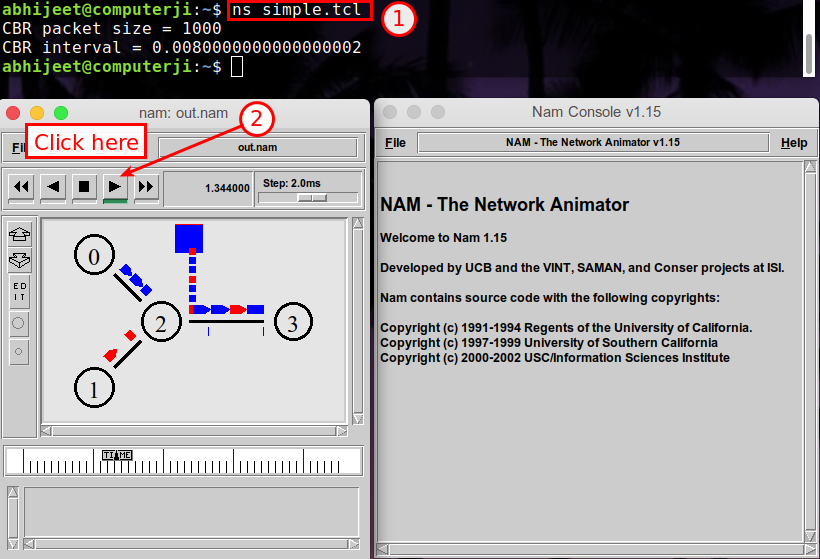 abhijeet@computerji:~$ ns simple.tcl
1
CBR packet size = 1000
CBR interval = 0.0080000000000000002
abhijeet@computerji:~$
nam: out.nam
2
Click here
out.nam
1.344000
Step: 2.0ms
E D
I T
0
2
3
1
TIME
Nam Console v1.15
File
NAM - The Network Animator v1.15
Help
NAM - The Network Animator
Welcome to Nam 1.15
Developed by UCB and the VINT, SAMAN, and Conser projects at ISI.
Nam contains source code with the following copyrights:
Copyright (c) 1991-1994 Regents of the University of California.
Copyright (c) 1997-1999 University of Southern California
Copyright (c) 2000-2002 USC/Information Sciences Institute